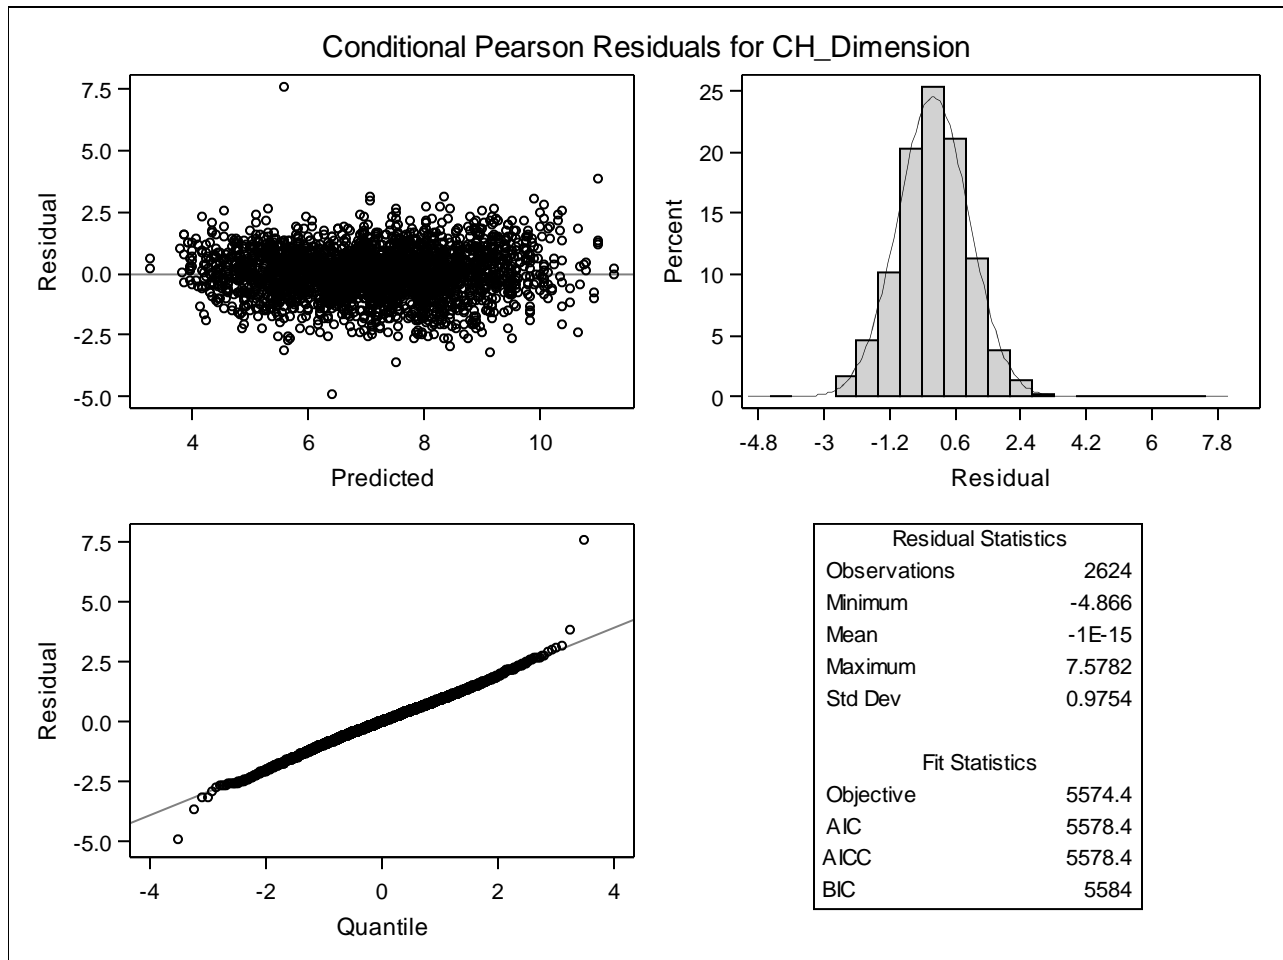 Conditional Pearson Residuals for CH_Dimension
7.5
5.0
2.5
0.0
-2.5
-5.0
Residual
4 6 8 10
Predicted
25
20
15
10
5
0
Percent
-4.8 -3 -1.2 0.6 2.4 4.2 6 7.8
Residual
7.5
5.0
2.5
0.0
-2.5
-5.0
Residual
-4 -2 0 2 4
Quantile
Residual Statistics
Observations 2624
Minimum -4.866
Mean -1E-15
Maximum 7.5782
Std Dev 0.9754
Fit Statistics
Objective 5574.4
AIC 5578.4
AICC 5578.4
BIC 5584